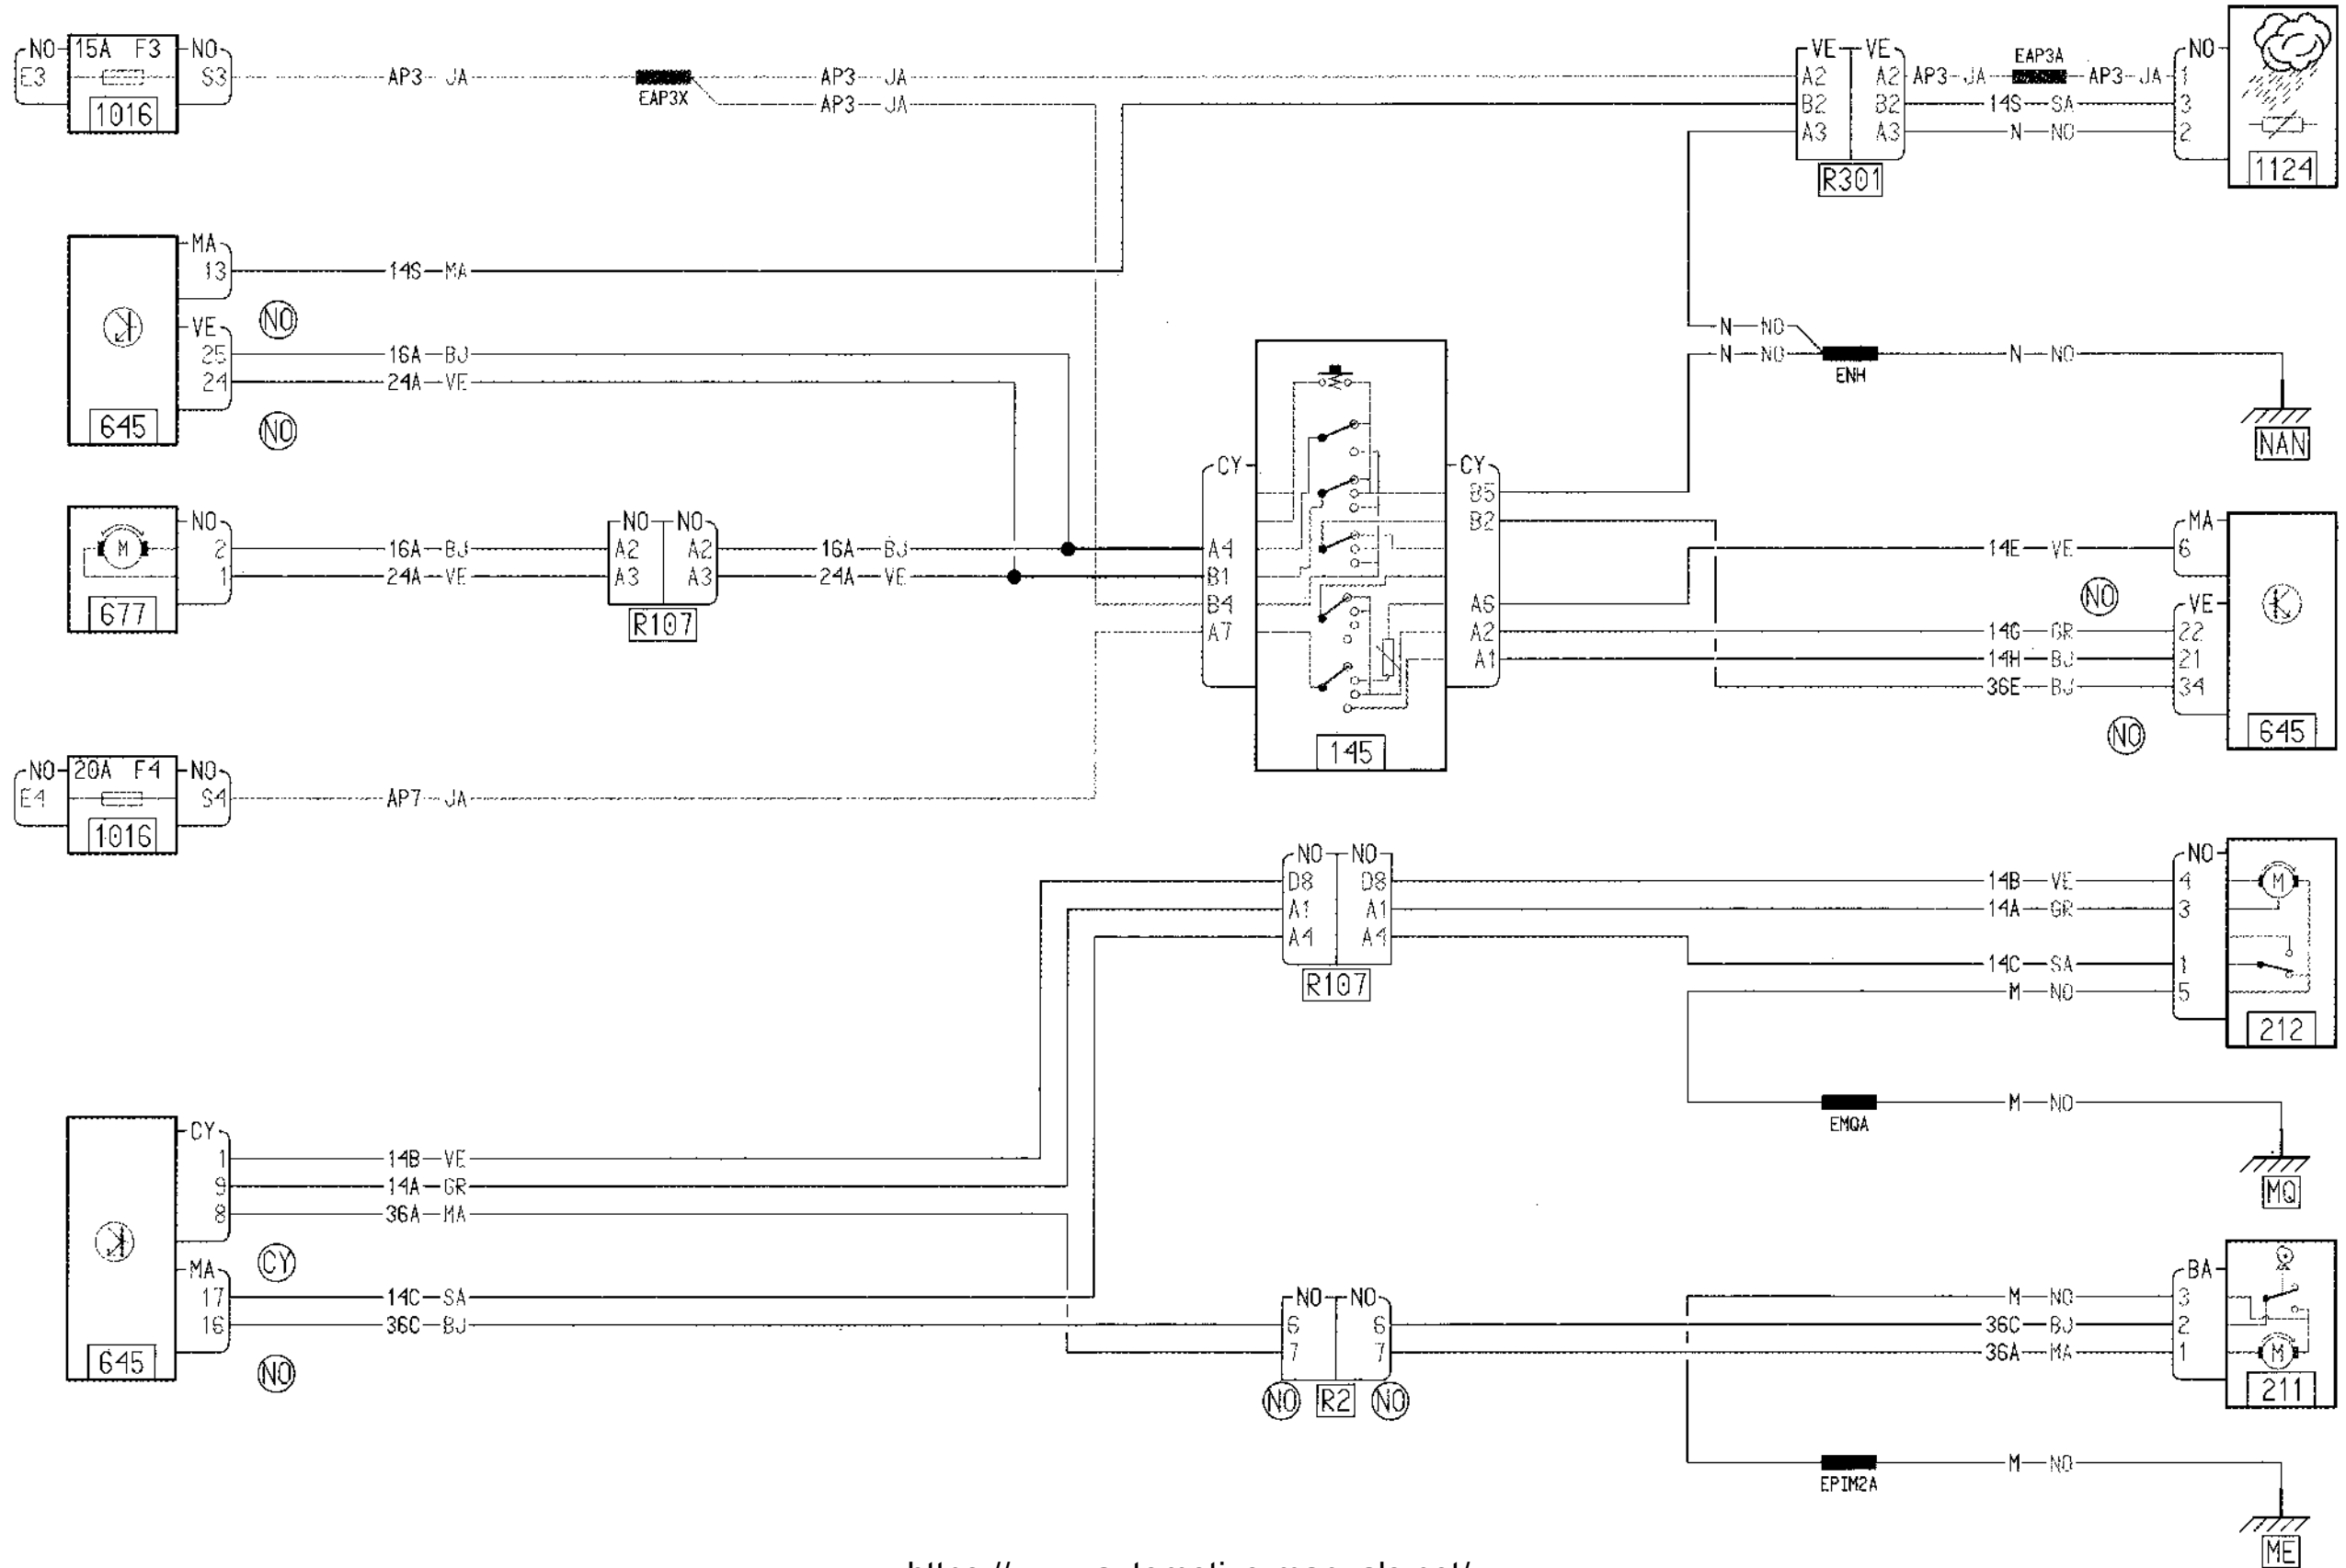 NO 15A F3 NO
E3 S3 AP3 JA EAP3X AP3 JA
AP3 JA
1016
VE VE EAP3A NO
A2 A2 AP3 JA AP3 JA 1
B2 B2 14S SA 3
A3 A3 N NO 2
R301 1124
MA
13 14S MA
NO
VE
25 16A BJ
24 24A VE
645 NO
N NO
N NO ENH N NO
NAN
NO NO NO
2 16A BJ A2 A2 16A BJ A4
1 24A VE A3 A3 24A VE B1
677 R107
CY CY
B4
A7
B5
B2
A6
A2
A1
145
MA
14E VE 6
NO VE
14G GR 22
14H BJ 21
36E BJ 34
NO 645
NO 20A F4 NO
E4 S4 AP7 JA
1016
NO NO NO
D8 D8 14B VE 4
A1 A1 14A GR 3
A4 A4
14C SA 1
R107 M NO 5
M M
212
EMQA M NO
MQ
CY
1 14B VE
9 14A GR
8 36A MA
CY
MA
17 14C SA
16 36C BJ
645 NO
NO NO BA
M NO 3
6 6 36C BJ 2
7 7 36A MA 1
M
NO R2 NO 211
EPIM2A M NO
ME